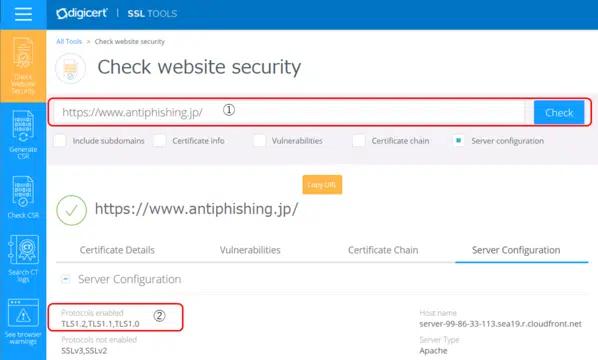 digicert® | SSL TOOLS
All Tools > Check website security
Check website security
https://www.antiphishing.jp/ ①
Check
Include subdomains
Certificate info
Vulnerabilities
Certificate chain
Server configuration
Check
Website
Security
Generate
CSR
Check CSR
Search CT
logs
See browser
warnings
Copy URL
https://www.antiphishing.jp/
Certificate Details
Vulnerabilities
Certificate Chain
Server Configuration
Server Configuration
Protocols enabled ②
TLS1.2,TLS1.1,TLS1.0
Protocols not enabled
SSLv3,SSLv2
Host name
server-99-86-33-113.sea19.r.cloudfront.net
Server Type
Apache